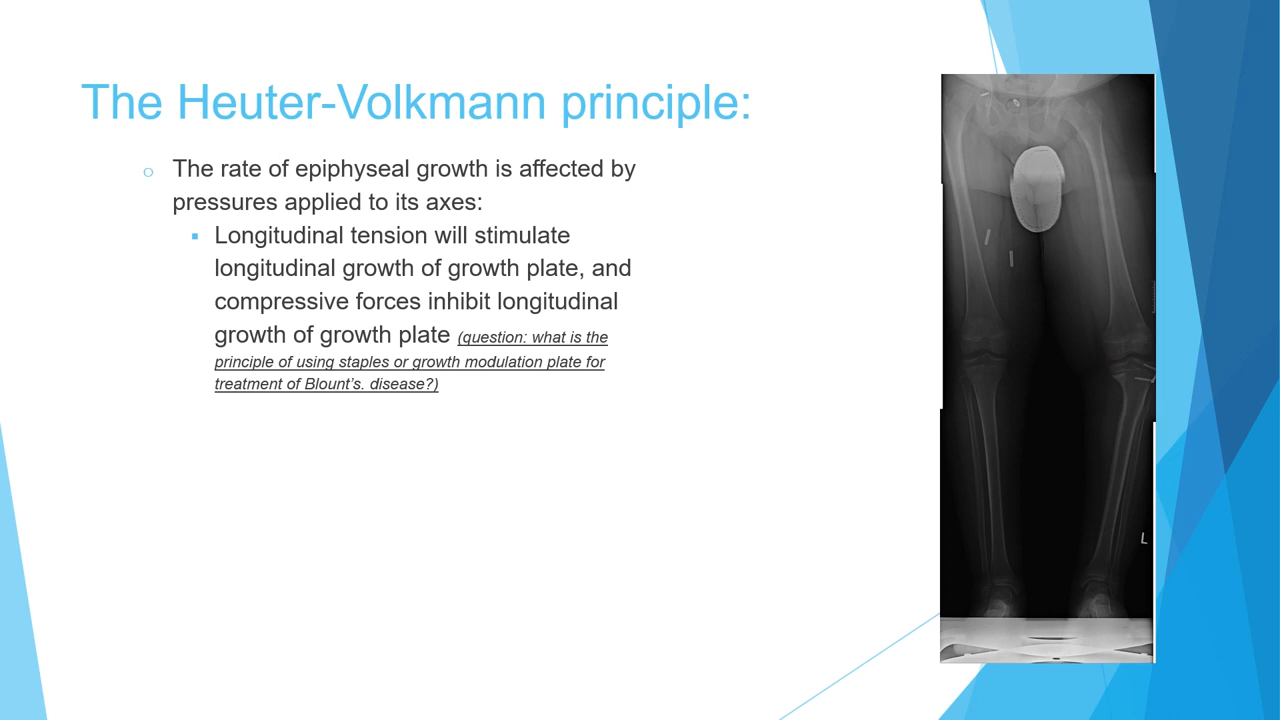 The Heuter-Volkmann principle:
The rate of epiphyseal growth is affected by
pressures applied to its axes:
Longitudinal tension will stimulate
longitudinal growth of growth plate, and
compressive forces inhibit longitudinal
growth of growth plate (question: what is the
principle of using staples or growth modulation plate for
treatment of Blount’s. disease?)
L